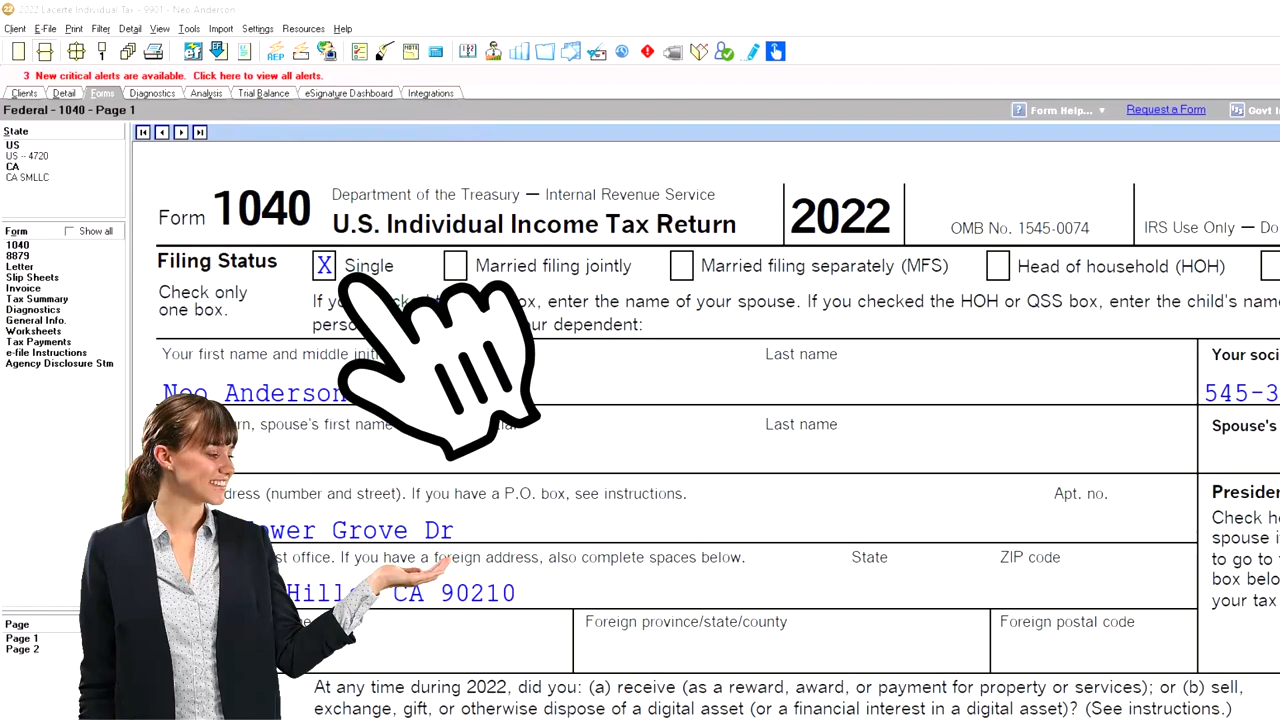 2022 Lacerte Individual Tax - 9901 - Neo Anderson
Client E-File Print Filter Detail View Tools Import Settings Resources Help
3 New critical alerts are available. Click here to view all alerts.
Clients Detail Forms Diagnostics Analysis Trial Balance eSignature Dashboard Integrations
Federal - 1040 - Page 1
Form Help... Request a Form Govt
State
US
US -- 4720
CA
CA SMLLC
Form Show all
1040
8879
Letter
Slip Sheets
Invoice
Tax Summary
Diagnostics
General Info.
Worksheets
Tax Payments
e-file Instructions
Agency Disclosure Stm
Page
Page 1
Page 2
Form 1040
Department of the Treasury — Internal Revenue Service
U.S. Individual Income Tax Return
2022
OMB No. 1545-0074
IRS Use Only — Do
Filing Status
Check only
one box.
X Single Married filing jointly Married filing separately (MFS) Head of household (HOH)
If you box, enter the name of your spouse. If you checked the HOH or QSS box, enter the child's name
your dependent:
Your first name and middle Last name Your soci
Neo Anderson 545-3
spouse's first name Last name Spouse's
(number and street). If you have a P.O. box, see instructions. Apt. no.
Grove Dr
office. If you have a foreign address, also complete spaces below. State ZIP code
CA 90210
Foreign province/state/county Foreign postal code
Presiden
Check he
spouse i
to go to
box belo
your tax
At any time during 2022, did you: (a) receive (as a reward, award, or payment for property or services); or (b) sell,
exchange, gift, or otherwise dispose of a digital asset (or a financial interest in a digital asset)? (See instructions.)